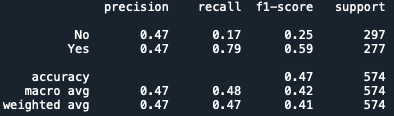 precision recall f1-score support
No 0.47 0.17 0.25 297
Yes 0.47 0.79 0.59 277
accuracy 0.47 574
macro avg 0.47 0.48 0.42 574
weighted avg 0.47 0.47 0.41 574